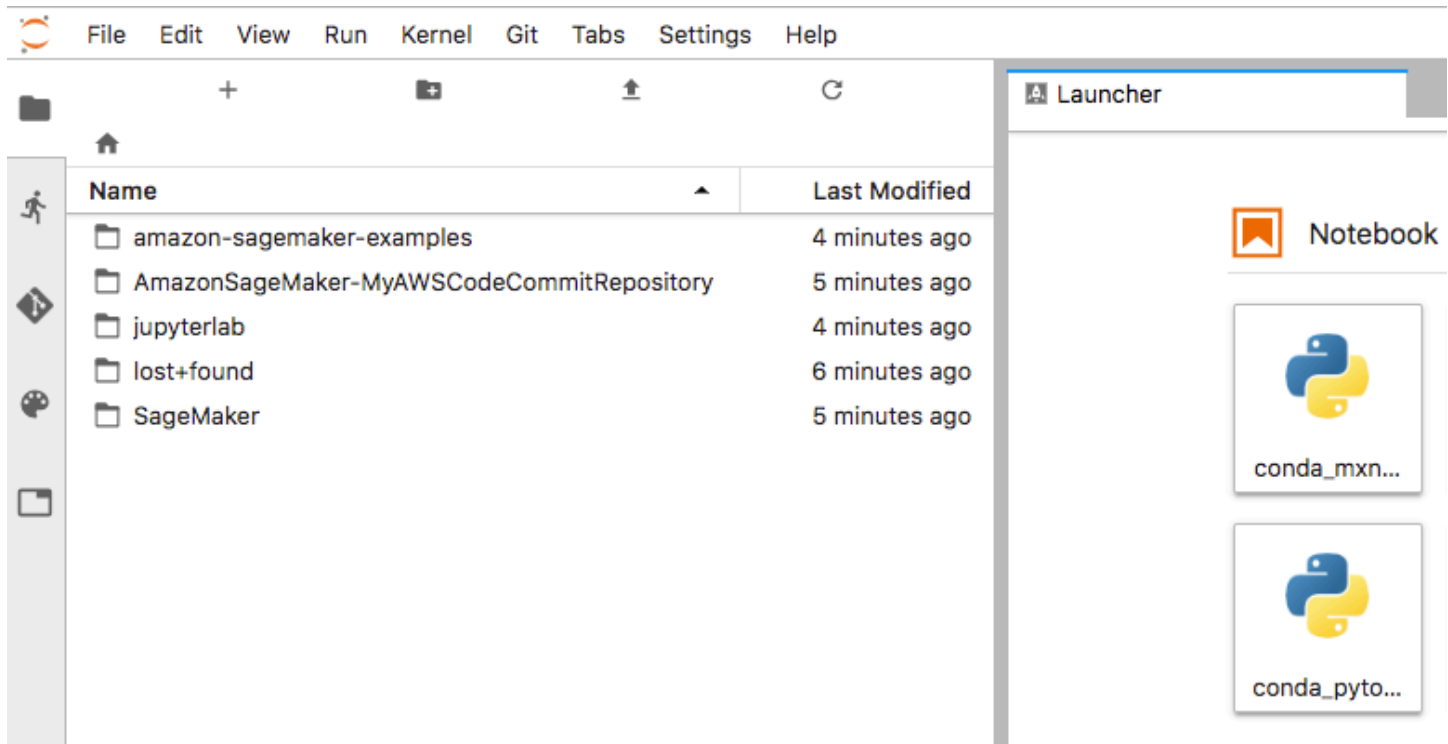 File Edit View Run Kernel Git Tabs Settings Help
Launcher
Name Last Modified
amazon-sagemaker-examples 4 minutes ago
AmazonSageMaker-MyAWSCodeCommitRepository 5 minutes ago
jupyterlab 4 minutes ago
lost+found 6 minutes ago
SageMaker 5 minutes ago
Notebook
conda_mxn...
conda_pyto...